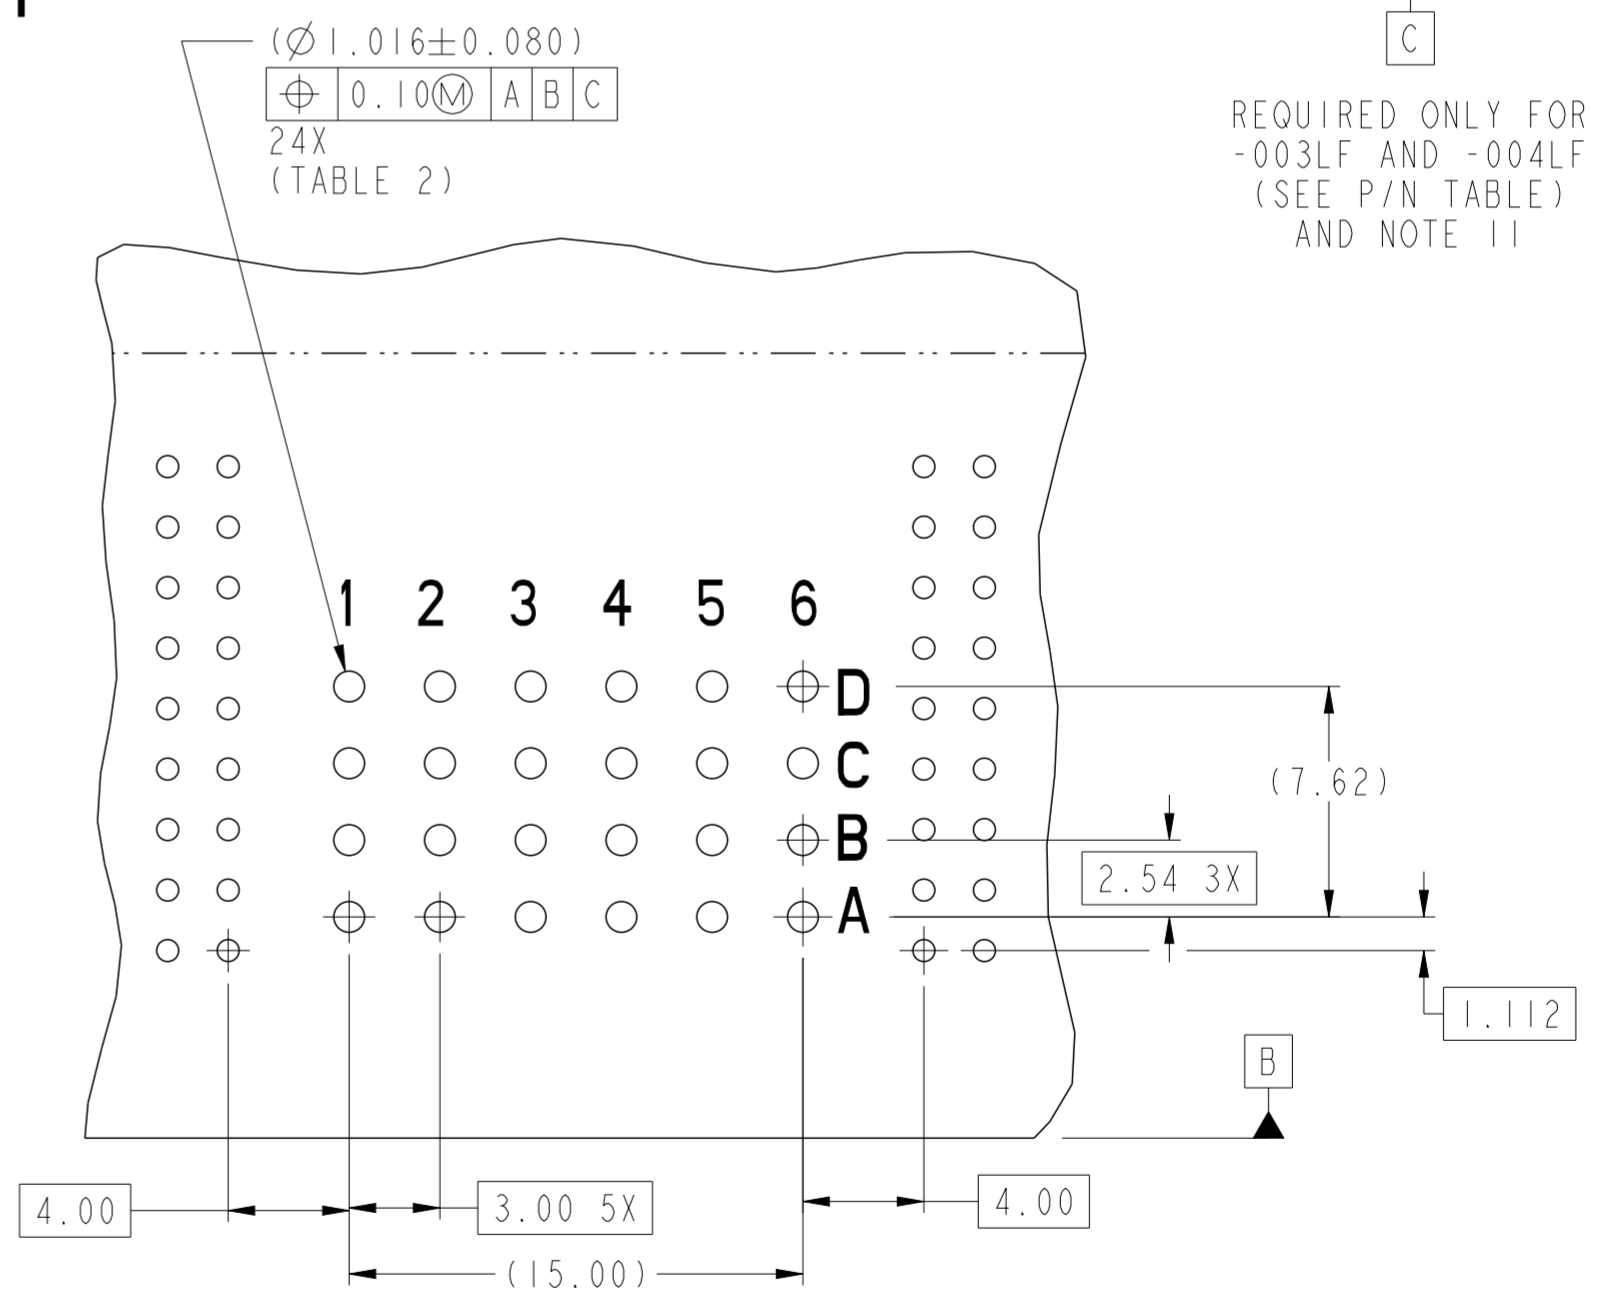 (Ø1.016±0.080)
⌖ 0.10Ⓜ A B C
24X
(TABLE 2)
C
REQUIRED ONLY FOR
-003LF AND -004LF
(SEE P/N TABLE)
AND NOTE 11
1 2 3 4 5 6
D
C
B
A
(7.62)
2.54 3X
1.112
B
4.00
3.00 5X
4.00
(15.00)